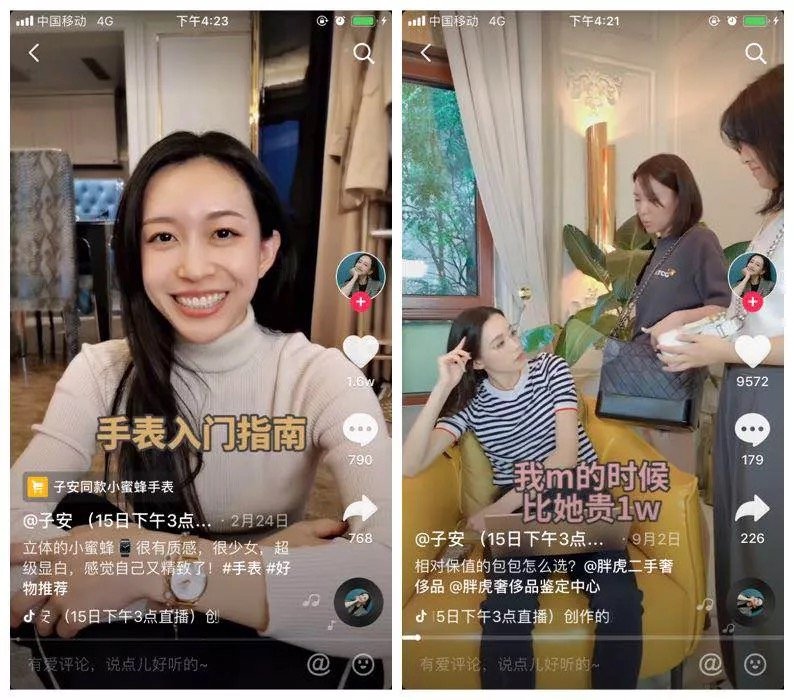 中国移动 4G 下午4:23
手表入门指南
1.6w
790
子安同款小蜜蜂手表
@子安 (15日下午3点... · 2月24日
768
立体的小蜜蜂⌚很有质感，很少女，超
级显白，感觉自己又精致了！#手表 #好
物推荐
(15日下午3点直播）创
有爱评论，说点儿好听的~
中国移动 4G 下午4:21
9572
179
我m的时候
比她贵1w
226
@子安 (15日下午3点... · 9月2日
相对保值的包包怎么选？@胖虎二手奢
侈品 @胖虎奢侈品鉴定中心
5日下午3点直播）创作的
有爱评论，说点儿好听的~